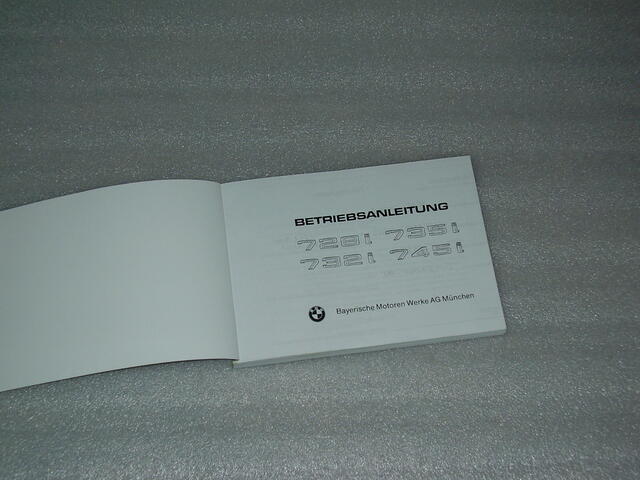 BETRIEBSANLEITUNG
728i 735i
732i 745i
Bayerische Motoren Werke AG München